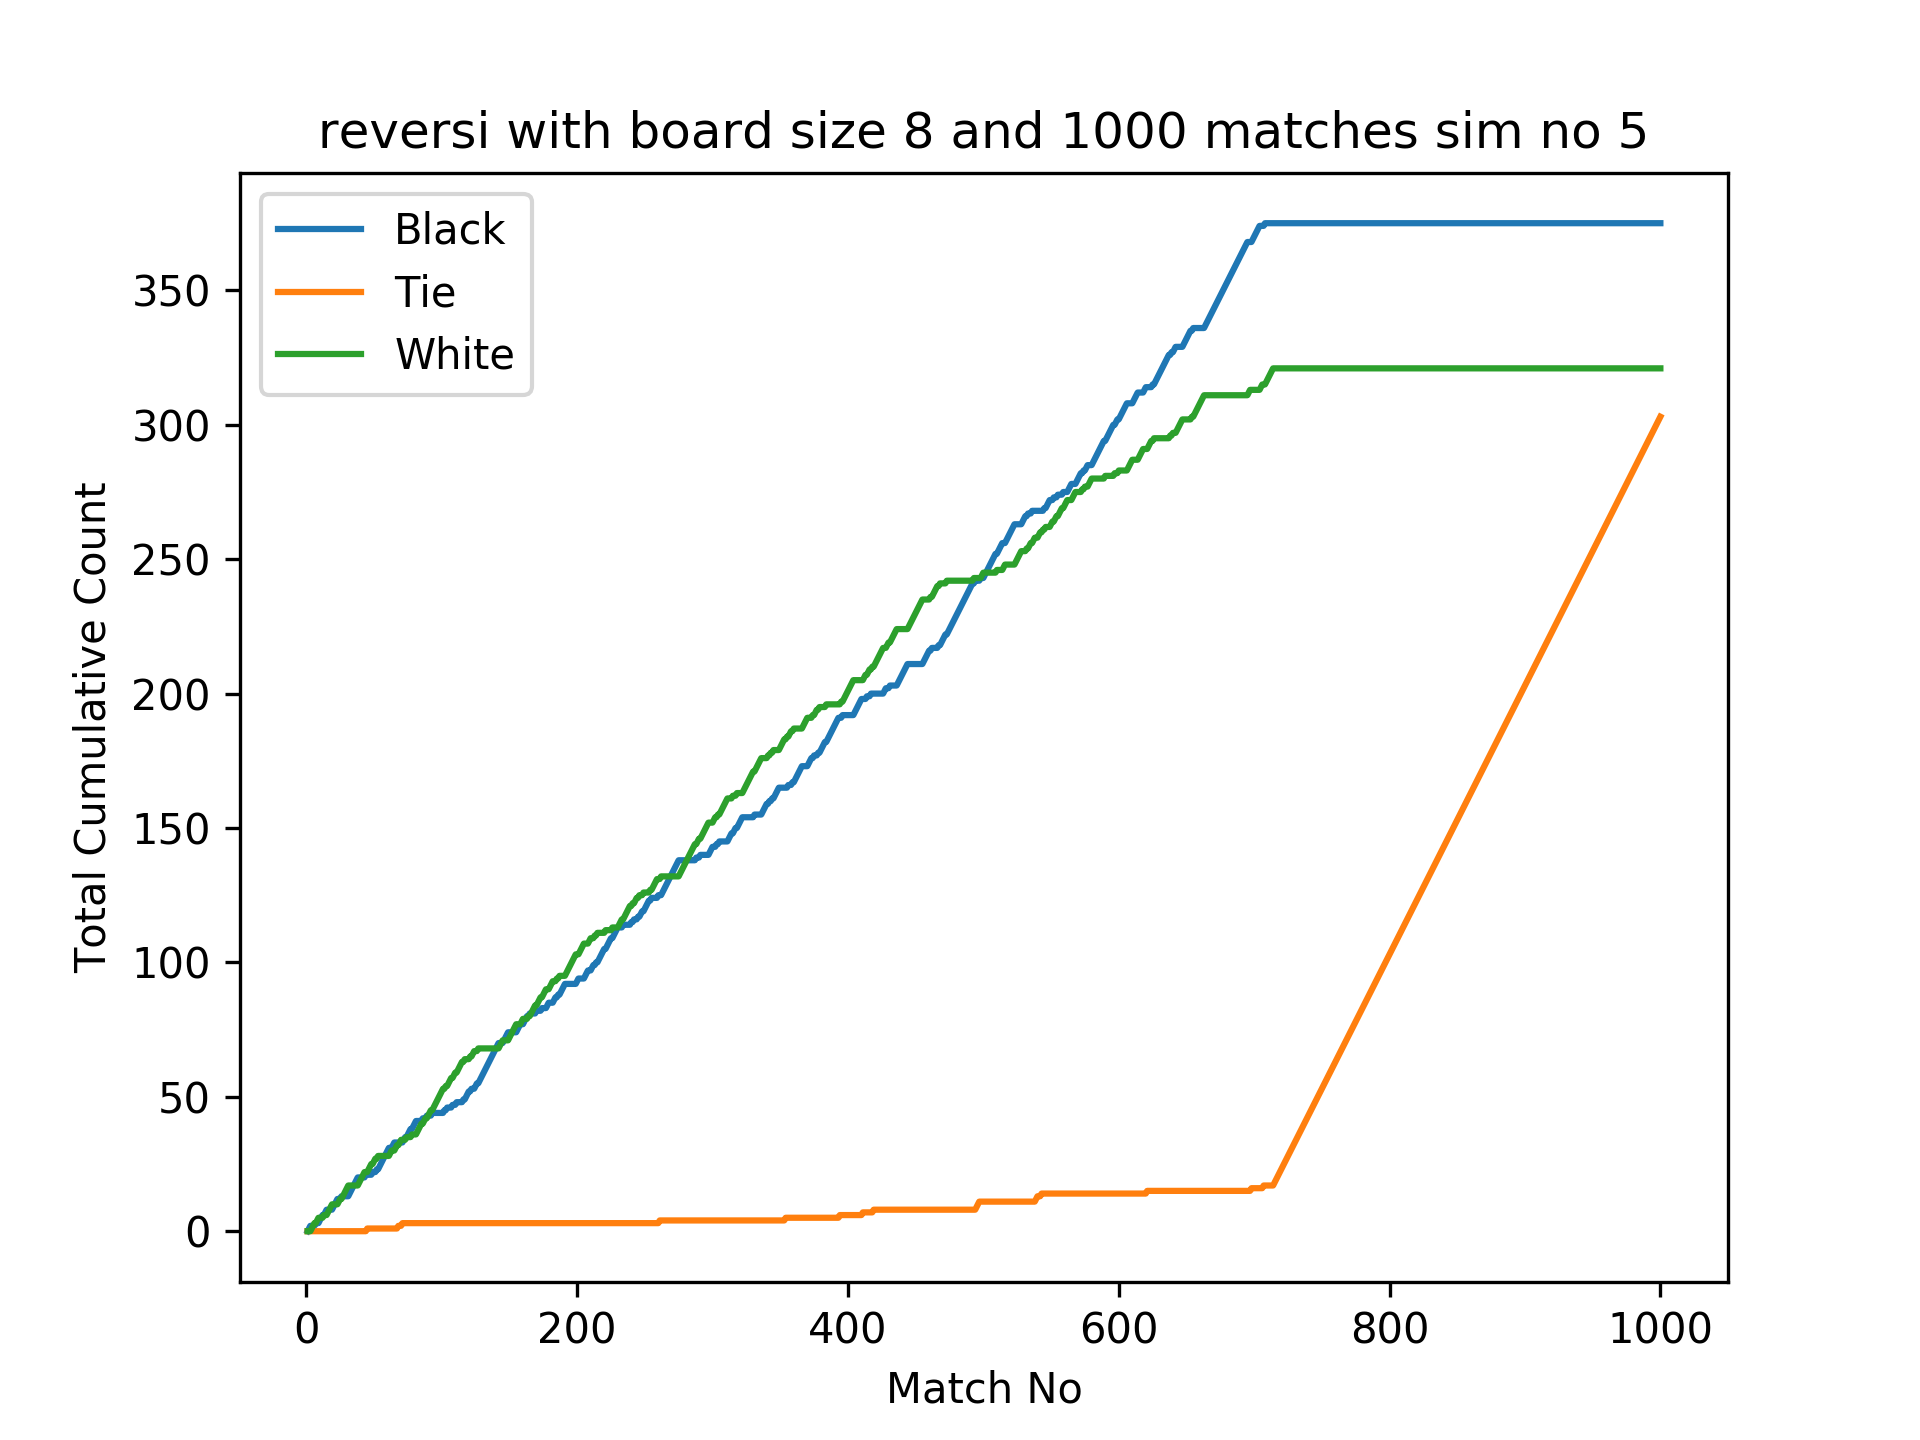 reversi with board size 8 and 1000 matches sim no 5
Black
Tie
White
350
300
250
200
150
100
50
0
Total Cumulative Count
0 200 400 600 800 1000
Match No